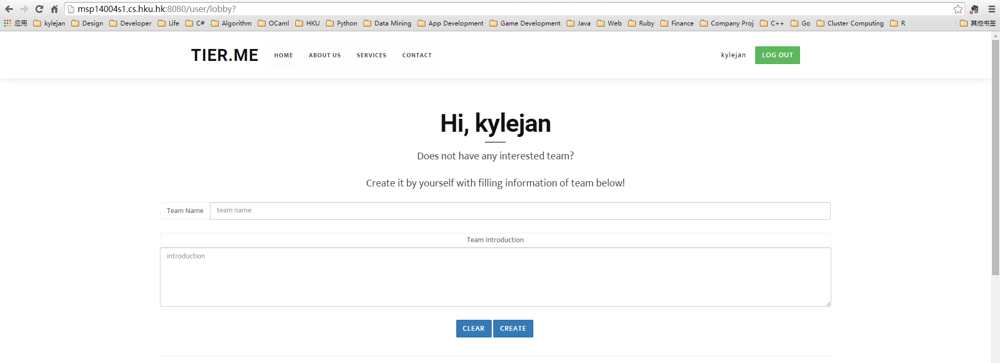 msp14004s1.cs.hku.hk:8080/user/lobby?
应用 kylejan Design Developer Life C# Algorithm OCaml HKU Python Data Mining App Development Game Development Java Web Ruby Finance Company Proj C++ Go Cluster Computing R 其他书签
TIER.ME HOME ABOUT US SERVICES CONTACT kylejan LOG OUT
Hi, kylejan
Does not have any interested team?
Create it by yourself with filling information of team below!
Team Name team name
Team Introduction
introduction
CLEAR CREATE